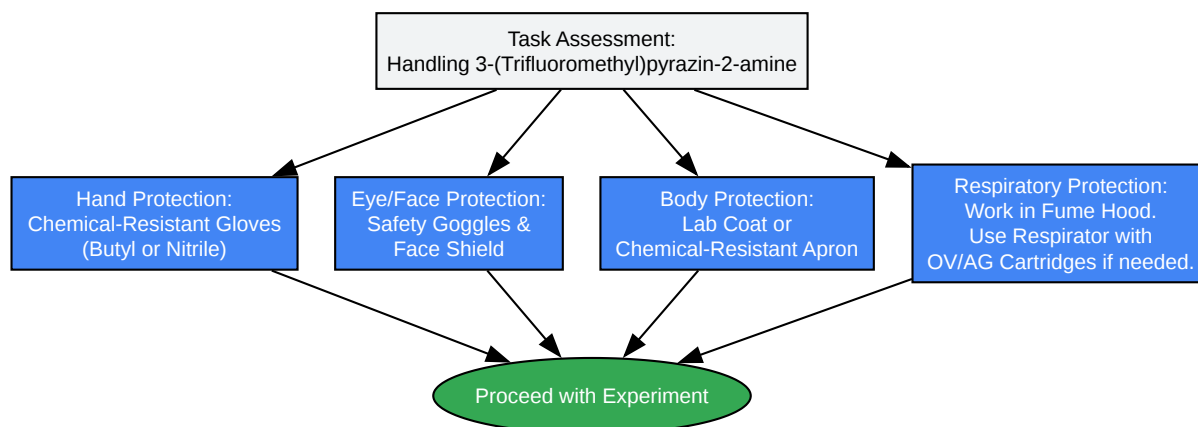 Task Assessment:
Handling 3-(Trifluoromethyl)pyrazin-2-amine
Hand Protection:
Chemical-Resistant Gloves
(Butyl or Nitrile)
Eye/Face Protection:
Safety Goggles &
Face Shield
Body Protection:
Lab Coat or
Chemical-Resistant Apron
Respiratory Protection:
Work in Fume Hood.
Use Respirator with
OV/AG Cartridges if needed.
Proceed with Experiment